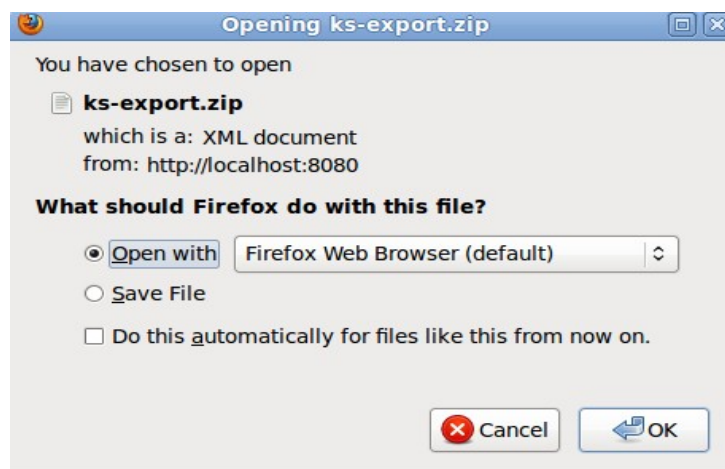 Opening ks-export.zip
You have chosen to open
ks-export.zip
which is a: XML document
from: http://localhost:8080
What should Firefox do with this file?
Open with Firefox Web Browser (default)
Save File
Do this automatically for files like this from now on.
Cancel OK